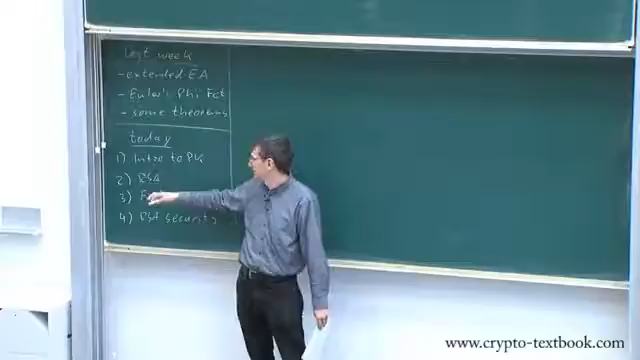 last week
- extended EA
- Euler's Phi Fct
- some theorems
today
1) Intro to PK
2) RSA
3) F
4) RSA security
www.crypto-textbook.com